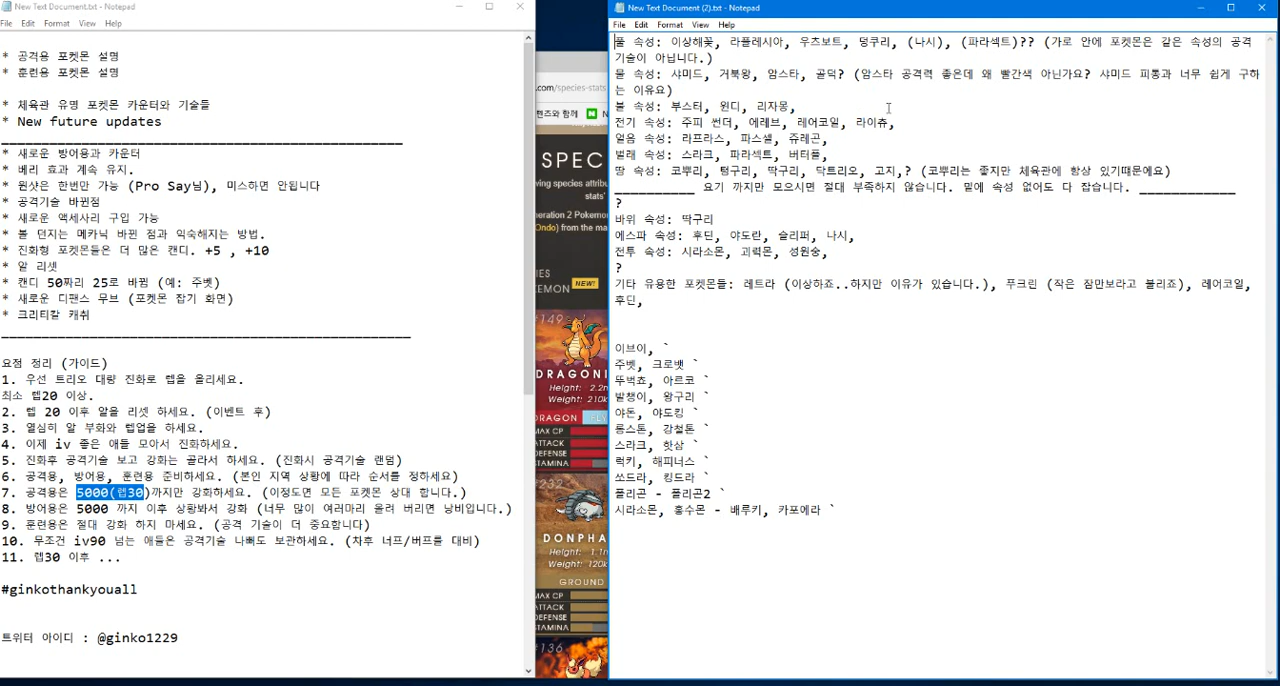 New Text Document.txt - Notepad
File Edit Format View Help
* 공격용 포켓몬 설명
* 훈련용 포켓몬 설명
* 체육관 유명 포켓몬 카운터와 기술들
* New future updates
* 새로운 방어용과 카운터
* 베리 효과 계속 유지.
* 원샷은 한번만 가능 (Pro Say님), 미스하면 안됩니다
* 공격기술 바뀐점
* 새로운 액세사리 구입 가능
* 볼 던지는 메카닉 바뀐 점과 익숙해지는 방법.
* 진화형 포켓몬들은 더 많은 캔디. +5 , +10
* 알 리셋
* 캔디 50짜리 25로 바뀜 (예: 주벳)
* 새로운 디팬스 무브 (포켓몬 잡기 화면)
* 크리티칼 캐취
요점 정리 (가이드)
1. 우선 트리오 대량 진화로 렙을 올리세요.
최소 렙20 이상.
2. 렙 20 이후 알을 리셋 하세요. (이벤트 후)
3. 열심히 알 부화와 렙업을 하세요.
4. 이제 iv 좋은 애들 모아서 진화하세요.
5. 진화후 공격기술 보고 강화는 골라서 하세요. (진화시 공격기술 랜덤)
6. 공격용, 방어용, 훈련용 준비하세요. (본인 지역 상황에 따라 순서를 정하세요)
7. 공격용은 5000(렙30)까지만 강화하세요. (이정도면 모든 포켓몬 상대 합니다.)
8. 방어용은 5000 까지 이후 상황봐서 강화 (너무 많이 여러마리 올려 버리면 낭비입니다.)
9. 훈련용은 절대 강화 하지 마세요. (공격 기술이 더 중요합니다)
10. 무조건 iv90 넘는 애들은 공격기술 나빠도 보관하세요. (차후 너프/버프를 대비)
11. 렙30 이후 ...
#ginkothankyouall
트위터 아이디 : @ginko1229
.com/species-stats
텐츠와 함께 N
SPEC
ving species attribu
stats'
neration 2 Pokemo
Ondo) from the ma
IES
EMON NEW!
#149
DRAGONI
Height: 2.2m
Weight: 210k
DRAGON FLY
MAX CP
ATTACK
DEFENSE
STAMINA
#232
DONPHA
Height: 1.1m
Weight: 120k
GROUND
MAX CP
ATTACK
DEFENSE
STAMINA
#136
New Text Document (2).txt - Notepad
File Edit Format View Help
풀 속성: 이상해꽃, 라플레시아, 우츠보트, 덩쿠리, (나시), (파라섹트)?? (가로 안에 포켓몬은 같은 속성의 공격
기술이 아닙니다.)
물 속성: 샤미드, 거북왕, 암스타, 골덕? (암스타 공격력 좋은데 왜 빨간색 아닌가요? 샤미드 피통과 너무 쉽게 구하
는 이유요)
불 속성: 부스터, 윈디, 리자몽,
전기 속성: 주피 썬더, 에레브, 레어코일, 라이츄,
얼음 속성: 라프라스, 파스셀, 쥬레곤,
벌래 속성: 스라크, 파라섹트, 버터플,
땅 속성: 코뿌리, 텅구리, 딱구리, 닥트리오, 고지,? (코뿌리는 좋지만 체육관에 항상 있기때문에요)
__________ 요기 까지만 모으시면 절대 부족하지 않습니다. 밑에 속성 없어도 다 잡습니다. ____________
?
바위 속성: 딱구리
에스파 속성: 후딘, 야도란, 슬리퍼, 나시,
전투 속성: 시라소몬, 괴력몬, 성원숭,
?
기타 유용한 포켓몬들: 레트라 (이상하죠..하지만 이유가 있습니다.), 푸크린 (작은 잠만보라고 불리죠), 레어코일,
후딘,
이브이, `
주벳, 크로뱃 `
뚜벅쵸, 아르코 `
발챙이, 왕구리 `
야돈, 야도킹 `
롱스톤, 강철톤 `
스라크, 핫삼 `
럭키, 해피너스 `
쏘드라, 킹드라 `
폴리곤 - 폴리곤2 `
시라소몬, 홍수몬 - 배루키, 카포에라 `